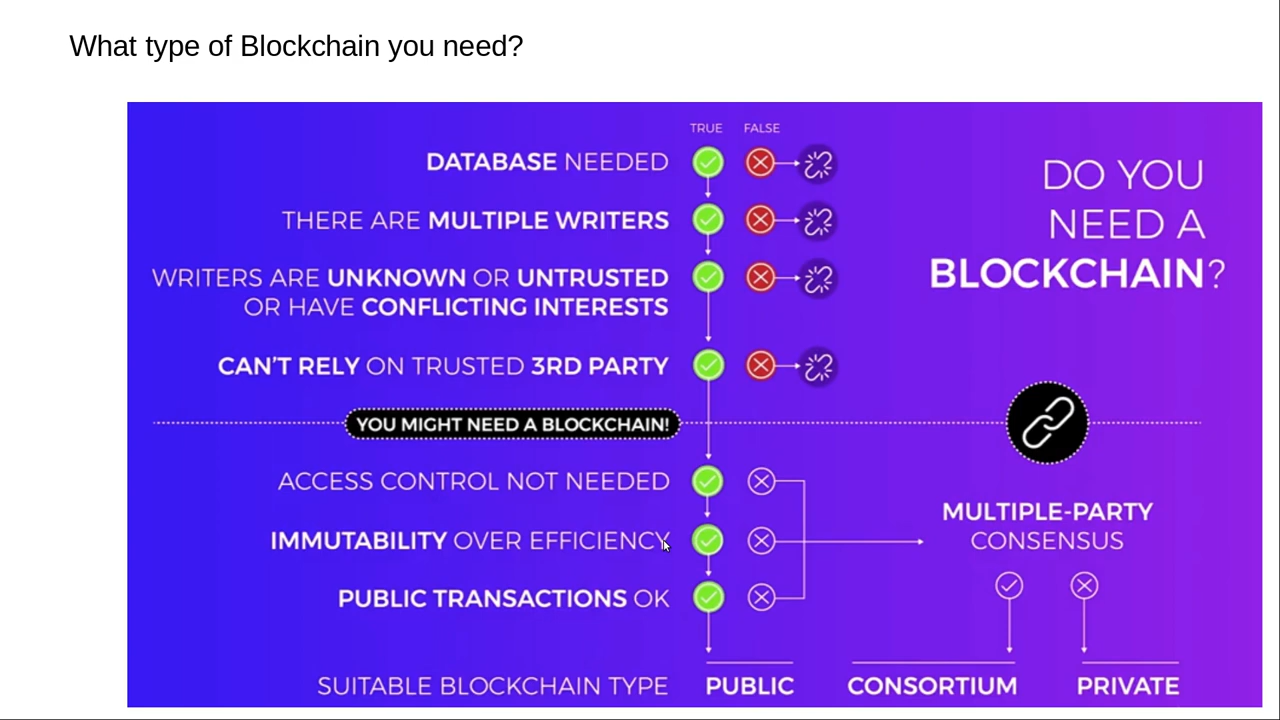 What type of Blockchain you need?
TRUE FALSE
DATABASE NEEDED
THERE ARE MULTIPLE WRITERS
WRITERS ARE UNKNOWN OR UNTRUSTED
OR HAVE CONFLICTING INTERESTS
CAN'T RELY ON TRUSTED 3RD PARTY
DO YOU
NEED A
BLOCKCHAIN?
YOU MIGHT NEED A BLOCKCHAIN!
ACCESS CONTROL NOT NEEDED
IMMUTABILITY OVER EFFICIENCY
PUBLIC TRANSACTIONS OK
MULTIPLE-PARTY
CONSENSUS
SUITABLE BLOCKCHAIN TYPE PUBLIC CONSORTIUM PRIVATE